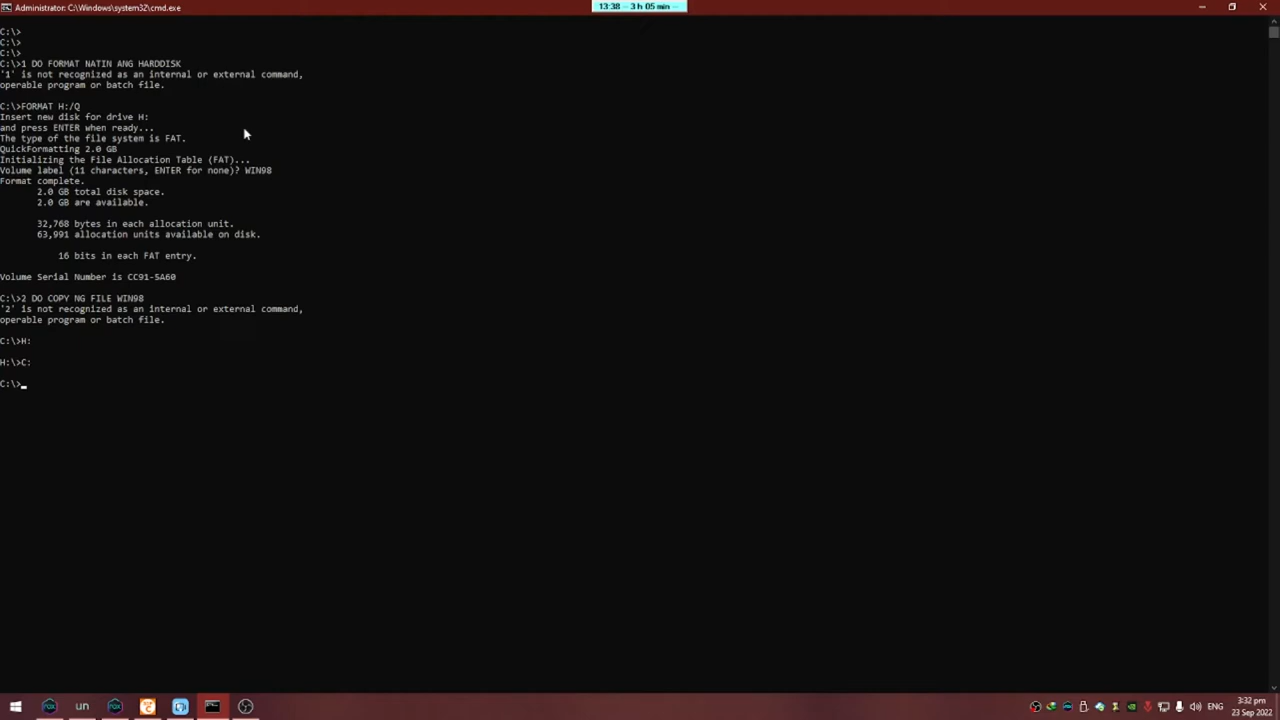 Administrator: C:\Windows\system32\cmd.exe
13:38 -- 3 h 05 min --
C:\>
C:\>
C:\>
C:\>1 DO FORMAT NATIN ANG HARDDISK
'1' is not recognized as an internal or external command,
operable program or batch file.
C:\>FORMAT H:/Q
Insert new disk for drive H:
and press ENTER when ready...
The type of the file system is FAT.
QuickFormatting 2.0 GB
Initializing the File Allocation Table (FAT)...
Volume label (11 characters, ENTER for none)? WIN98
Format complete.
2.0 GB total disk space.
2.0 GB are available.
32,768 bytes in each allocation unit.
63,991 allocation units available on disk.
16 bits in each FAT entry.
Volume Serial Number is CC91-5A60
C:\>2 DO COPY NG FILE WIN98
'2' is not recognized as an internal or external command,
operable program or batch file.
C:\>H:
H:\>C:
C:\>_
un
ENG
3:32 pm
23 Sep 2022